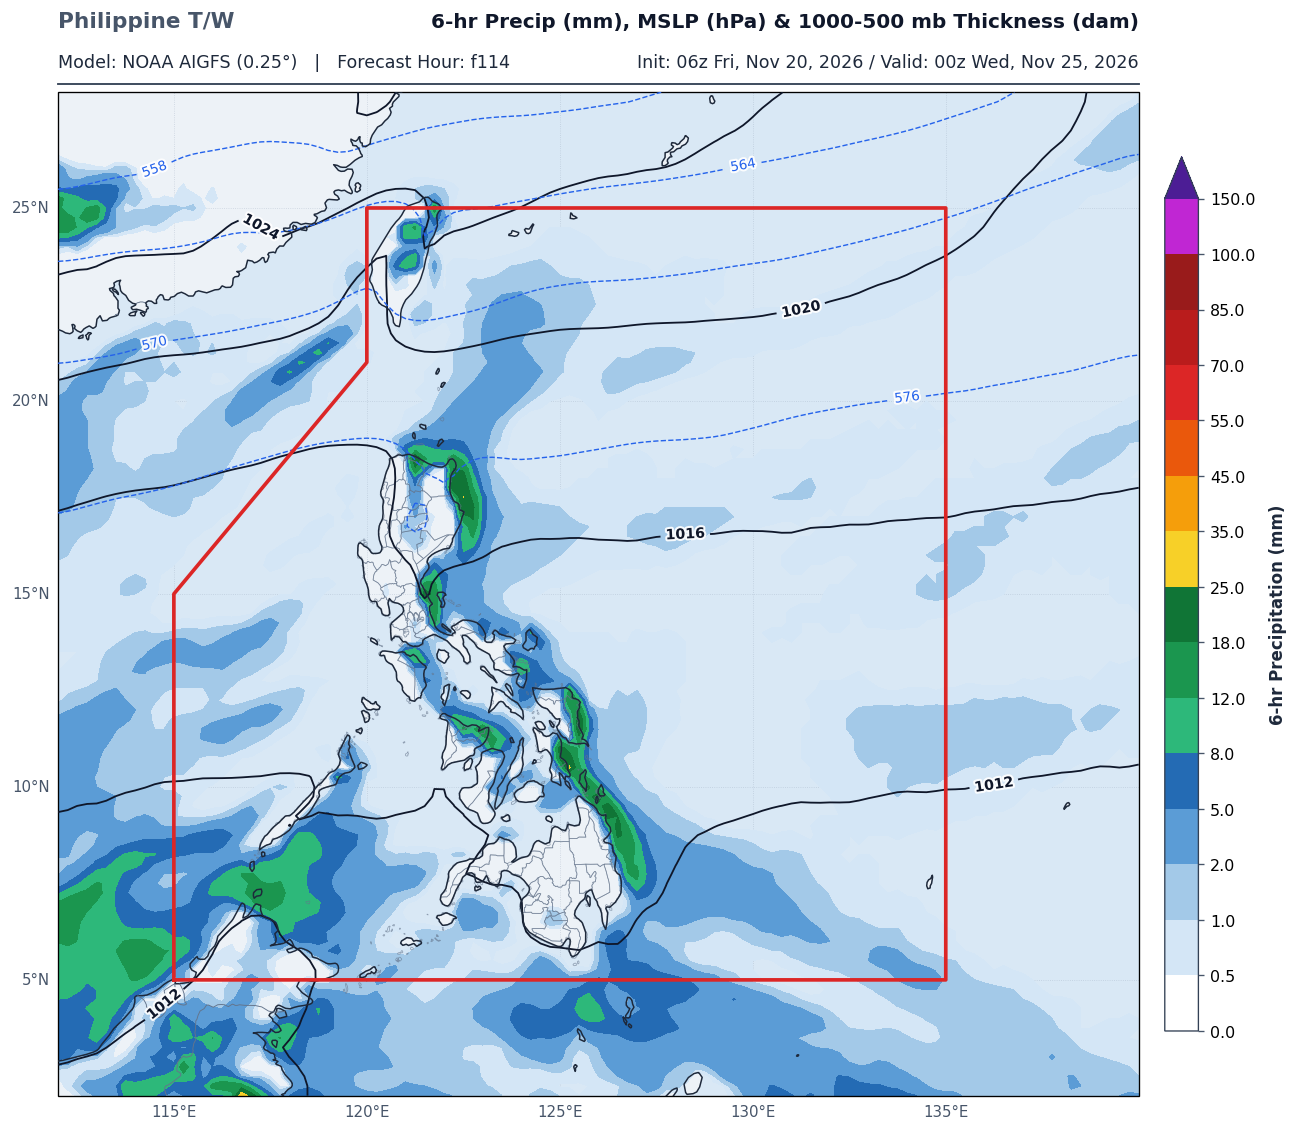 Philippine T/W
6-hr Precip (mm), MSLP (hPa) & 1000-500 mb Thickness (dam)
Model: NOAA AIGFS (0.25°) | Forecast Hour: f114
Init: 06z Fri, Nov 20, 2026 / Valid: 00z Wed, Nov 25, 2026
558
564
1024
570
1020
576
1016
1012
1012
25°N
20°N
15°N
10°N
5°N
115°E
120°E
125°E
130°E
135°E
150.0
100.0
85.0
70.0
55.0
45.0
35.0
25.0
18.0
12.0
8.0
5.0
2.0
1.0
0.5
0.0
6-hr Precipitation (mm)